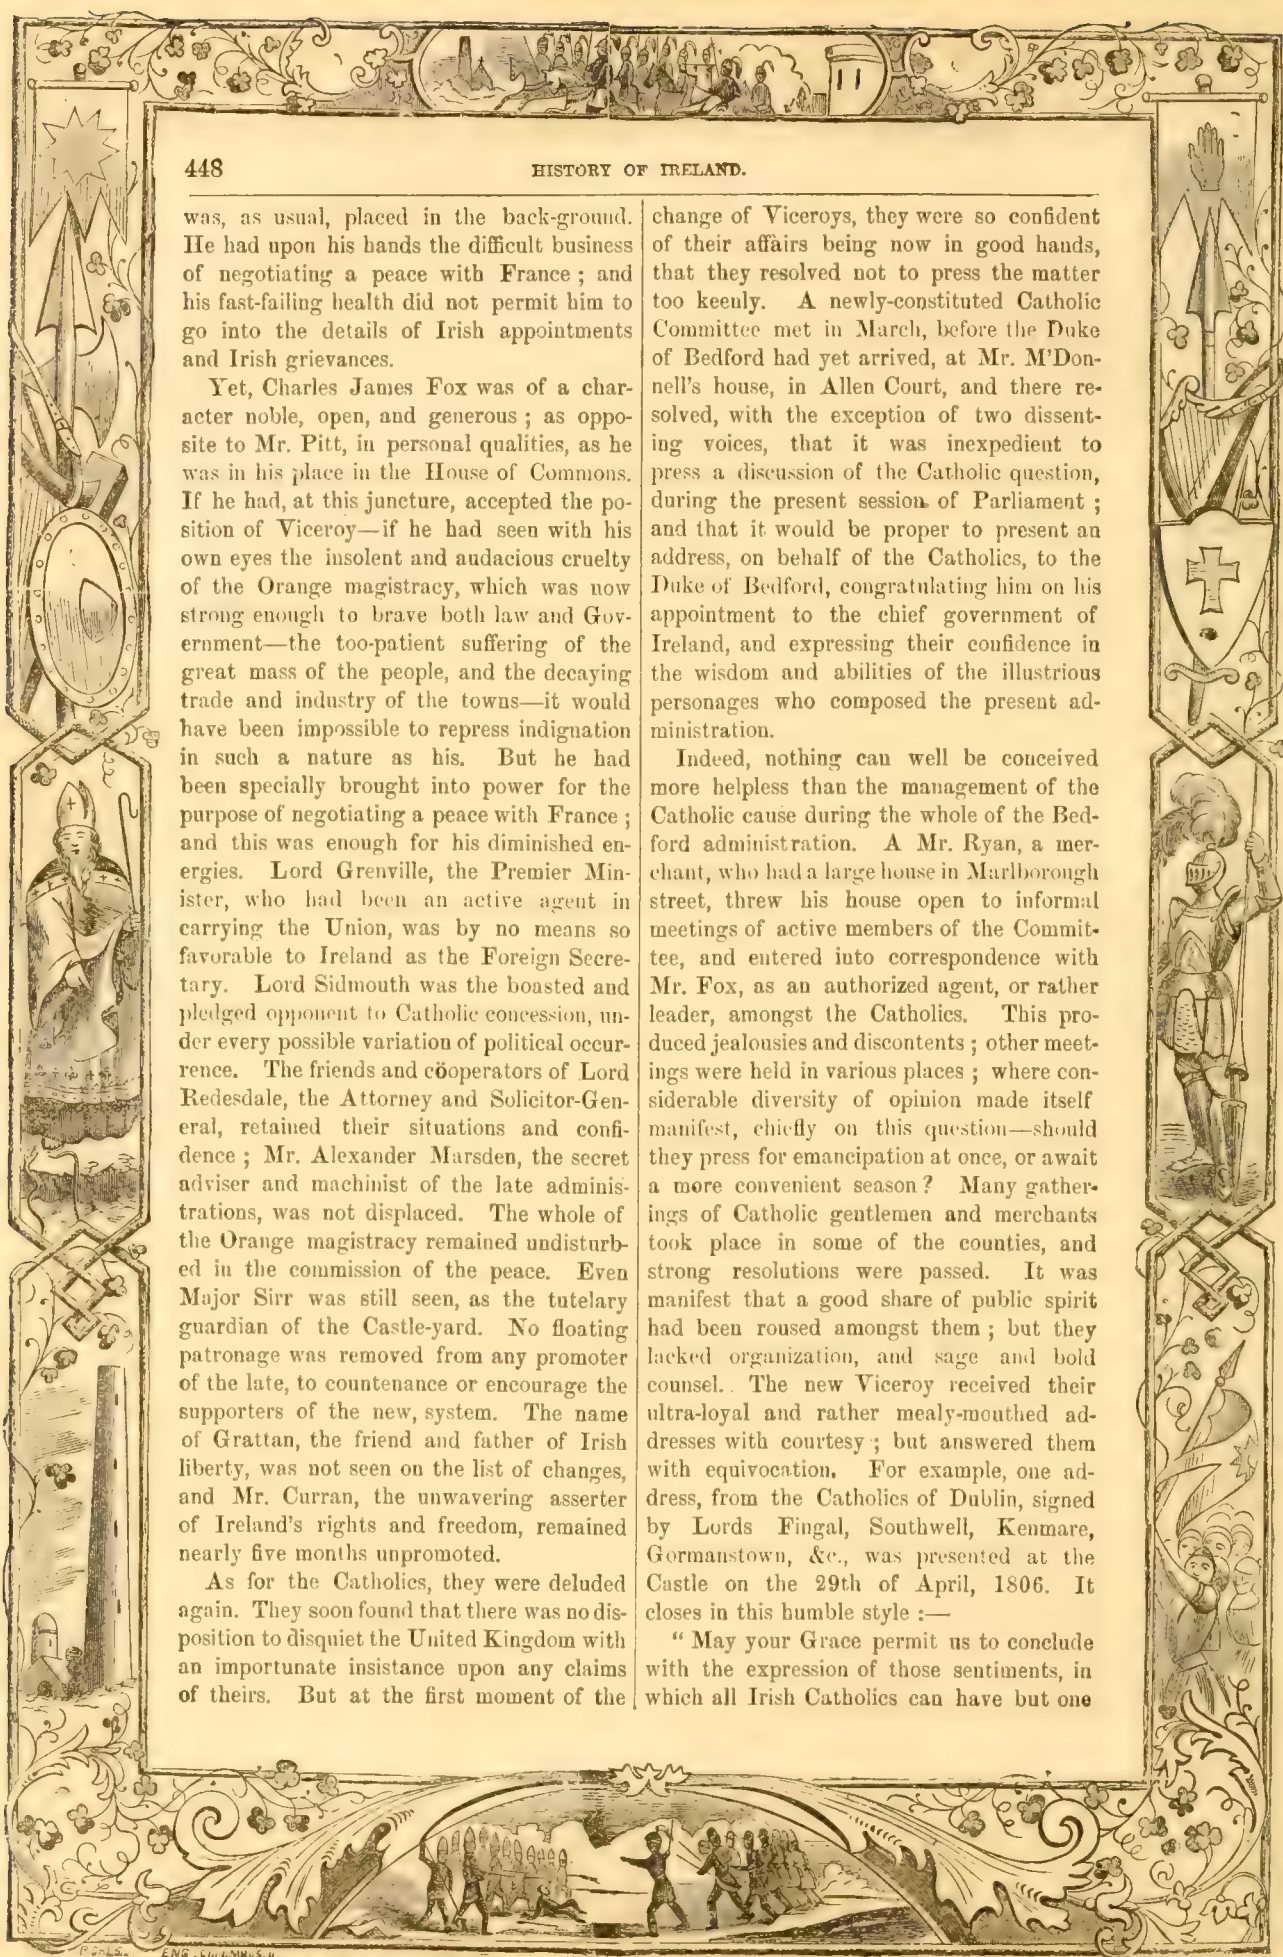 448
HISTORY OF IRELAND.
was, as usual, placed in the back-ground.
He had upon his hands the difficult business
of negotiating a peace with France ; and
his fast-failing health did not permit him to
go into the details of Irish appointments
and Irish grievances.
Yet, Charles James Fox was of a char-
acter noble, open, and generous ; as oppo-
site to Mr. Pitt, in personal qualities, as he
was in his place in the House of Commons.
If he had, at this juncture, accepted the po-
sition of Viceroy—if he had seen with his
own eyes the insolent and audacious cruelty
of the Orange magistracy, which was now
strong enough to brave both law and Gov-
ernment—the too-patient suffering of the
great mass of the people, and the decaying
trade and industry of the towns—it would
have been impossible to repress indignation
in such a nature as his. But he had
been specially brought into power for the
purpose of negotiating a peace with France ;
and this was enough for his diminished en-
ergies. Lord Grenville, the Premier Min-
ister, who had been an active agent in
carrying the Union, was by no means so
favorable to Ireland as the Foreign Secre-
tary. Lord Sidmouth was the boasted and
pledged opponent to Catholic concession, un-
der every possible variation of political occur-
rence. The friends and coöperators of Lord
Redesdale, the Attorney and Solicitor-Gen-
eral, retained their situations and confi-
dence ; Mr. Alexander Marsden, the secret
adviser and machinist of the late adminis-
trations, was not displaced. The whole of
the Orange magistracy remained undisturb-
ed in the commission of the peace. Even
Major Sirr was still seen, as the tutelary
guardian of the Castle-yard. No floating
patronage was removed from any promoter
of the late, to countenance or encourage the
supporters of the new, system. The name
of Grattan, the friend and father of Irish
liberty, was not seen on the list of changes,
and Mr. Curran, the unwavering asserter
of Ireland's rights and freedom, remained
nearly five months unpromoted.
As for the Catholics, they were deluded
again. They soon found that there was no dis-
position to disquiet the United Kingdom with
an importunate insistance upon any claims
of theirs. But at the first moment of the
change of Viceroys, they were so confident
of their affairs being now in good hands,
that they resolved not to press the matter
too keenly. A newly-constituted Catholic
Committee met in March, before the Duke
of Bedford had yet arrived, at Mr. M'Don-
nell's house, in Allen Court, and there re-
solved, with the exception of two dissent-
ing voices, that it was inexpedient to
press a discussion of the Catholic question,
during the present session of Parliament ;
and that it would be proper to present an
address, on behalf of the Catholics, to the
Duke of Bedford, congratulating him on his
appointment to the chief government of
Ireland, and expressing their confidence in
the wisdom and abilities of the illustrious
personages who composed the present ad-
ministration.
Indeed, nothing can well be conceived
more helpless than the management of the
Catholic cause during the whole of the Bed-
ford administration. A Mr. Ryan, a mer-
chant, who had a large house in Marlborough
street, threw his house open to informal
meetings of active members of the Commit-
tee, and entered into correspondence with
Mr. Fox, as an authorized agent, or rather
leader, amongst the Catholics. This pro-
duced jealousies and discontents ; other meet-
ings were held in various places ; where con-
siderable diversity of opinion made itself
manifest, chiefly on this question—should
they press for emancipation at once, or await
a more convenient season ? Many gather-
ings of Catholic gentlemen and merchants
took place in some of the counties, and
strong resolutions were passed. It was
manifest that a good share of public spirit
had been roused amongst them ; but they
lacked organization, and sage and bold
counsel. The new Viceroy received their
ultra-loyal and rather mealy-mouthed ad-
dresses with courtesy ; but answered them
with equivocation. For example, one ad-
dress, from the Catholics of Dublin, signed
by Lords Fingal, Southwell, Kenmare,
Gormanstown, &c., was presented at the
Castle on the 29th of April, 1806. It
closes in this humble style :—
" May your Grace permit us to conclude
with the expression of those sentiments, in
which all Irish Catholics can have but one
ENG